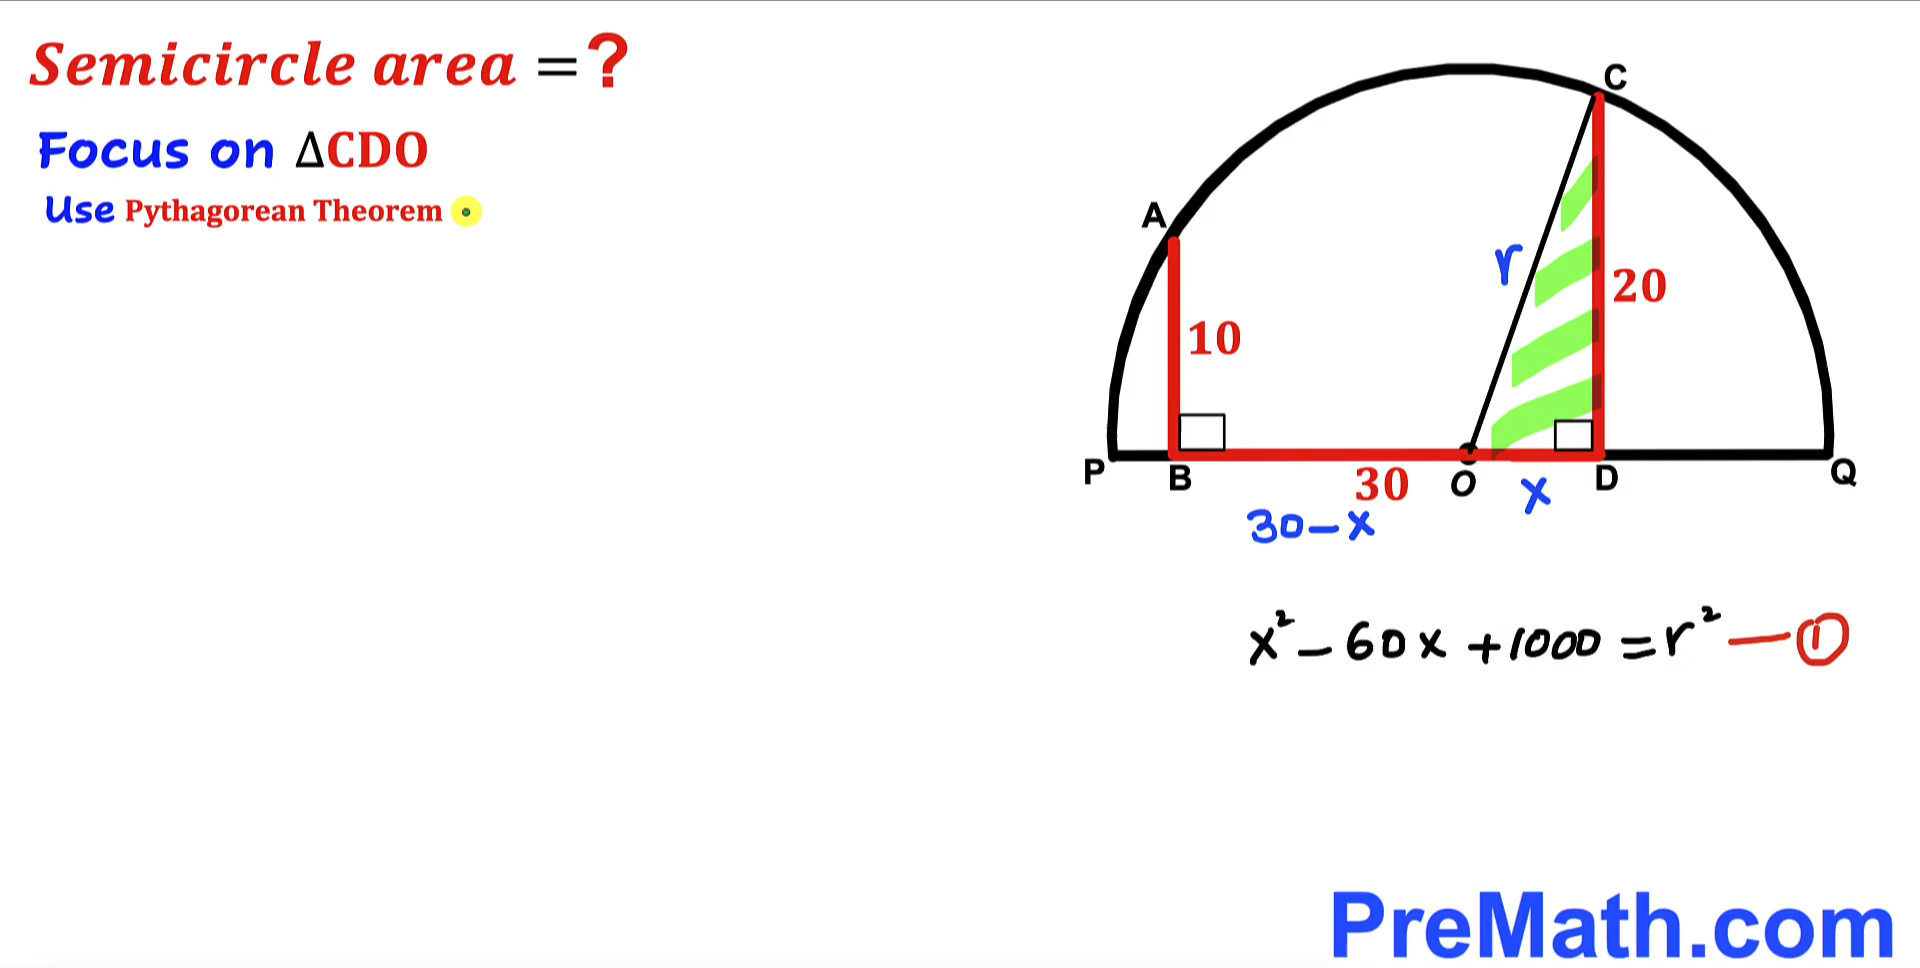 Semicircle area = ?
Focus on ΔCDO
Use Pythagorean Theorem
C
A
r
20
10
P
B
30
O
x
D
Q
30-x
x² - 60x + 1000 = r² — ①
PreMath.com